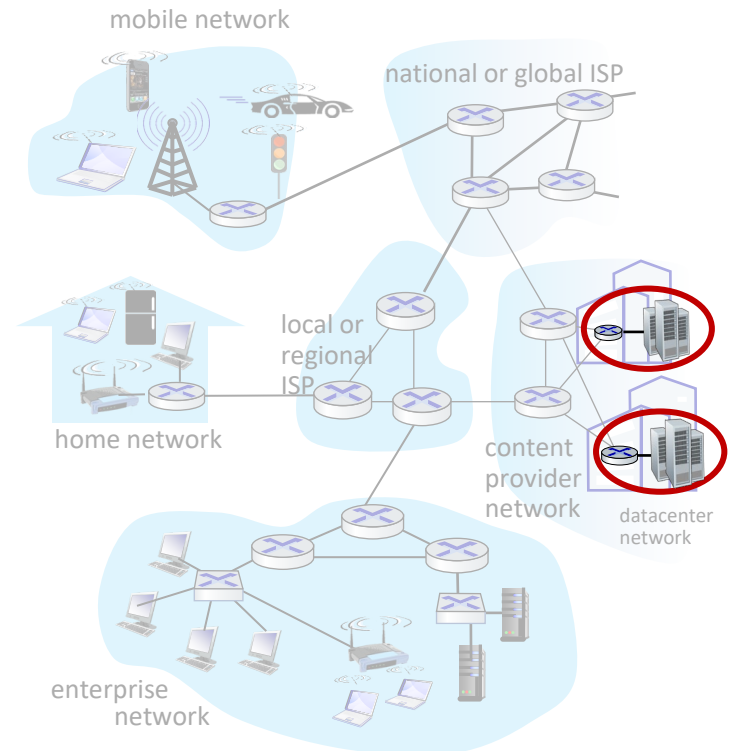 mobile network
national or global ISP
local or
regional
ISP
home network
content
provider
network
datacenter
network
enterprise
network